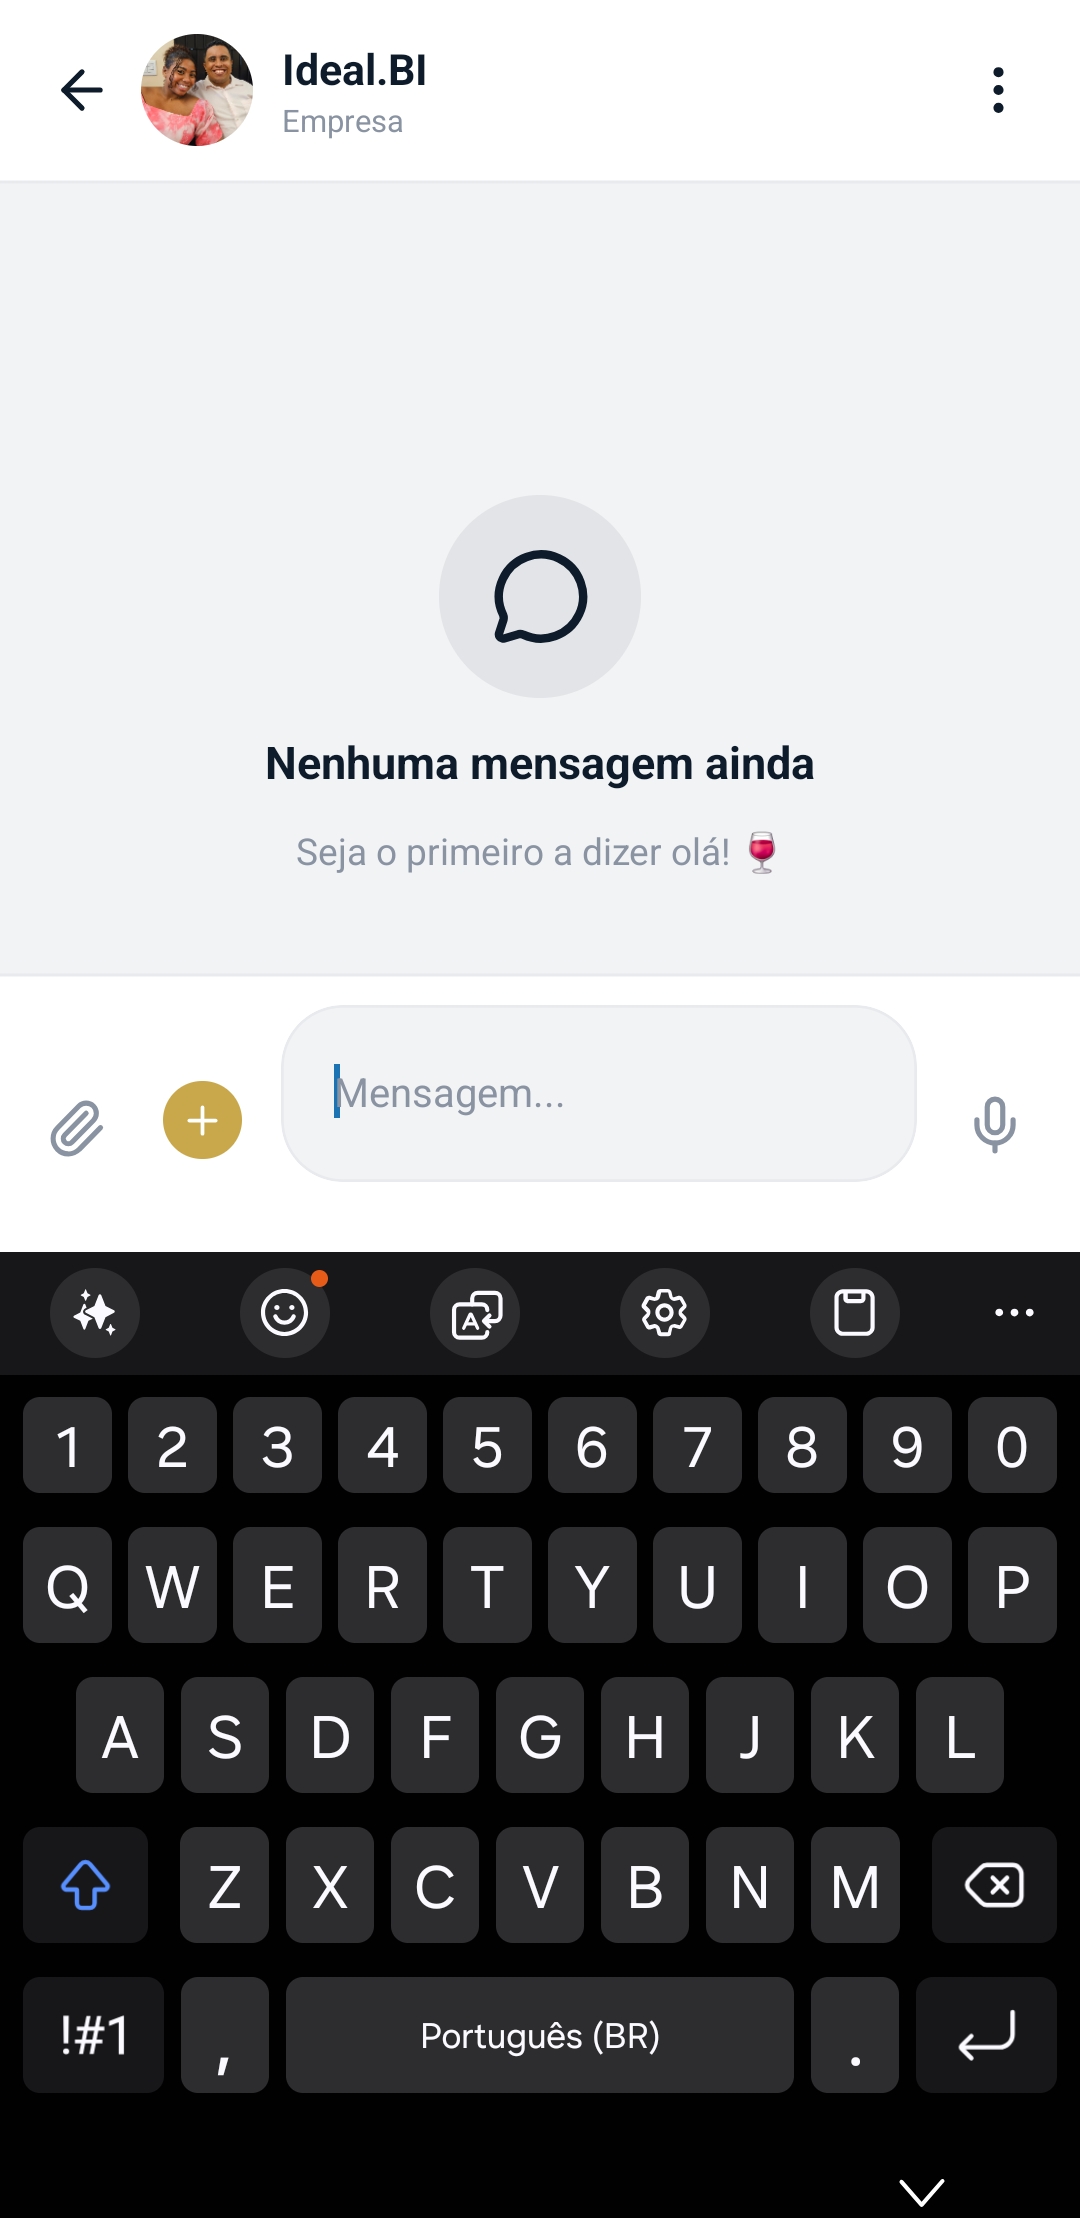 Ideal.BI
Empresa
Nenhuma mensagem ainda
Seja o primeiro a dizer olá! 🍷
Mensagem...
1 2 3 4 5 6 7 8 9 0
Q W E R T Y U I O P
A S D F G H J K L
Z X C V B N M
!#1 , Português (BR) .